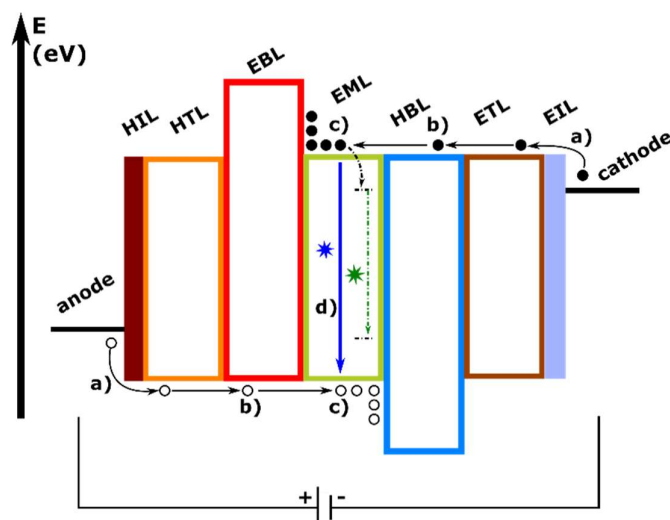 E
(eV)
HIL
HTL
EBL
EML
HBL
ETL
EIL
c)
b)
a)
cathode
anode
d)
a)
b)
c)
+
-